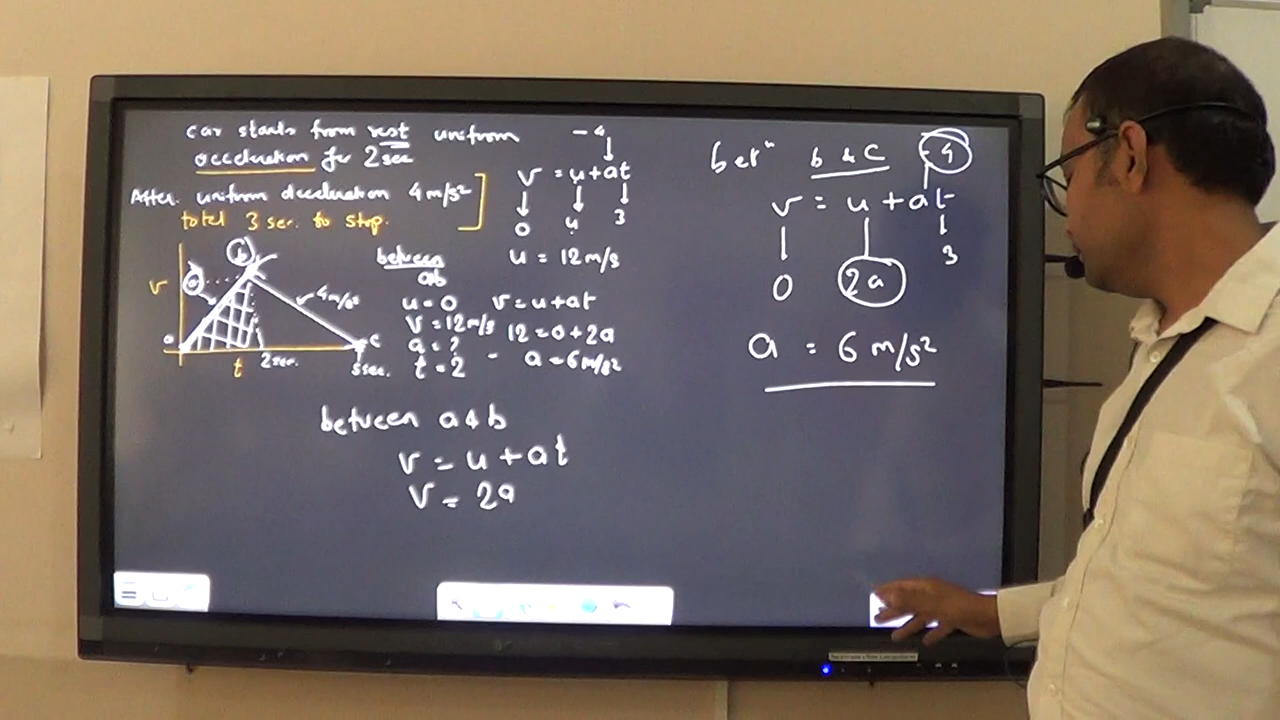 car starts from rest uniform
acceleration for 2 sec
After uniform deceleration 4 m/s²
total 3 sec. to stop.
v
a
b
4 m/s²
c
t
2 sec.
5 sec.
-4
v = u + at
0 u 3
u = 12 m/s
between
ab
u = 0
v = 12 m/s
a = ?
t = 2
v = u + at
12 = 0 + 2a
a = 6 m/s²
between a & b
v = u + at
v = 2a
betⁿ b & c 4
v = u + at
0 2a 3
a = 6 m/s²